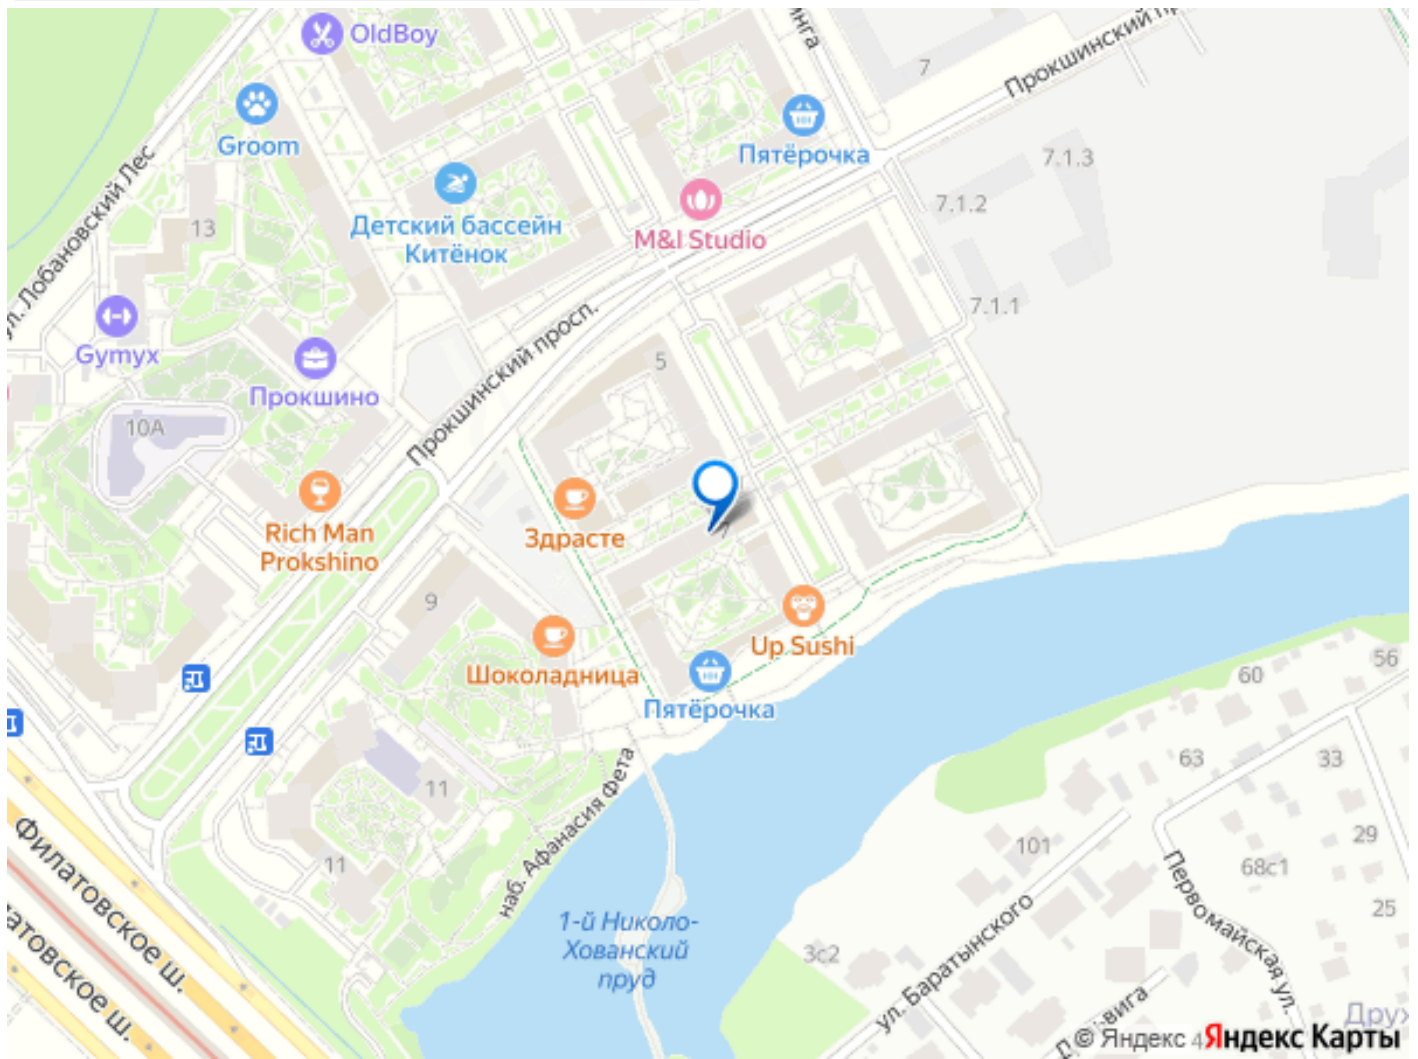 OldBoy
Groom
Пятёрочка
7
Прокшинский
7.1.3
7.1.2
7.1.1
13
Детский бассейн
Китёнок
M&I Studio
ул. Лобановский Лес
Gymyx
Прокшино
Прокшинский просп.
5
10А
Rich Man
Prokshino
Здрасте
9
Шоколадница
Up Sushi
Пятёрочка
11
11
наб. Афанасия Фета
1-й Николо-
Хованский
пруд
Филатовское ш.
ш.
56
60
63
33
101
29
68с1
25
3с2
ул. Баратынского
Первомайская ул.
© Яндекс
Яндекс Карты